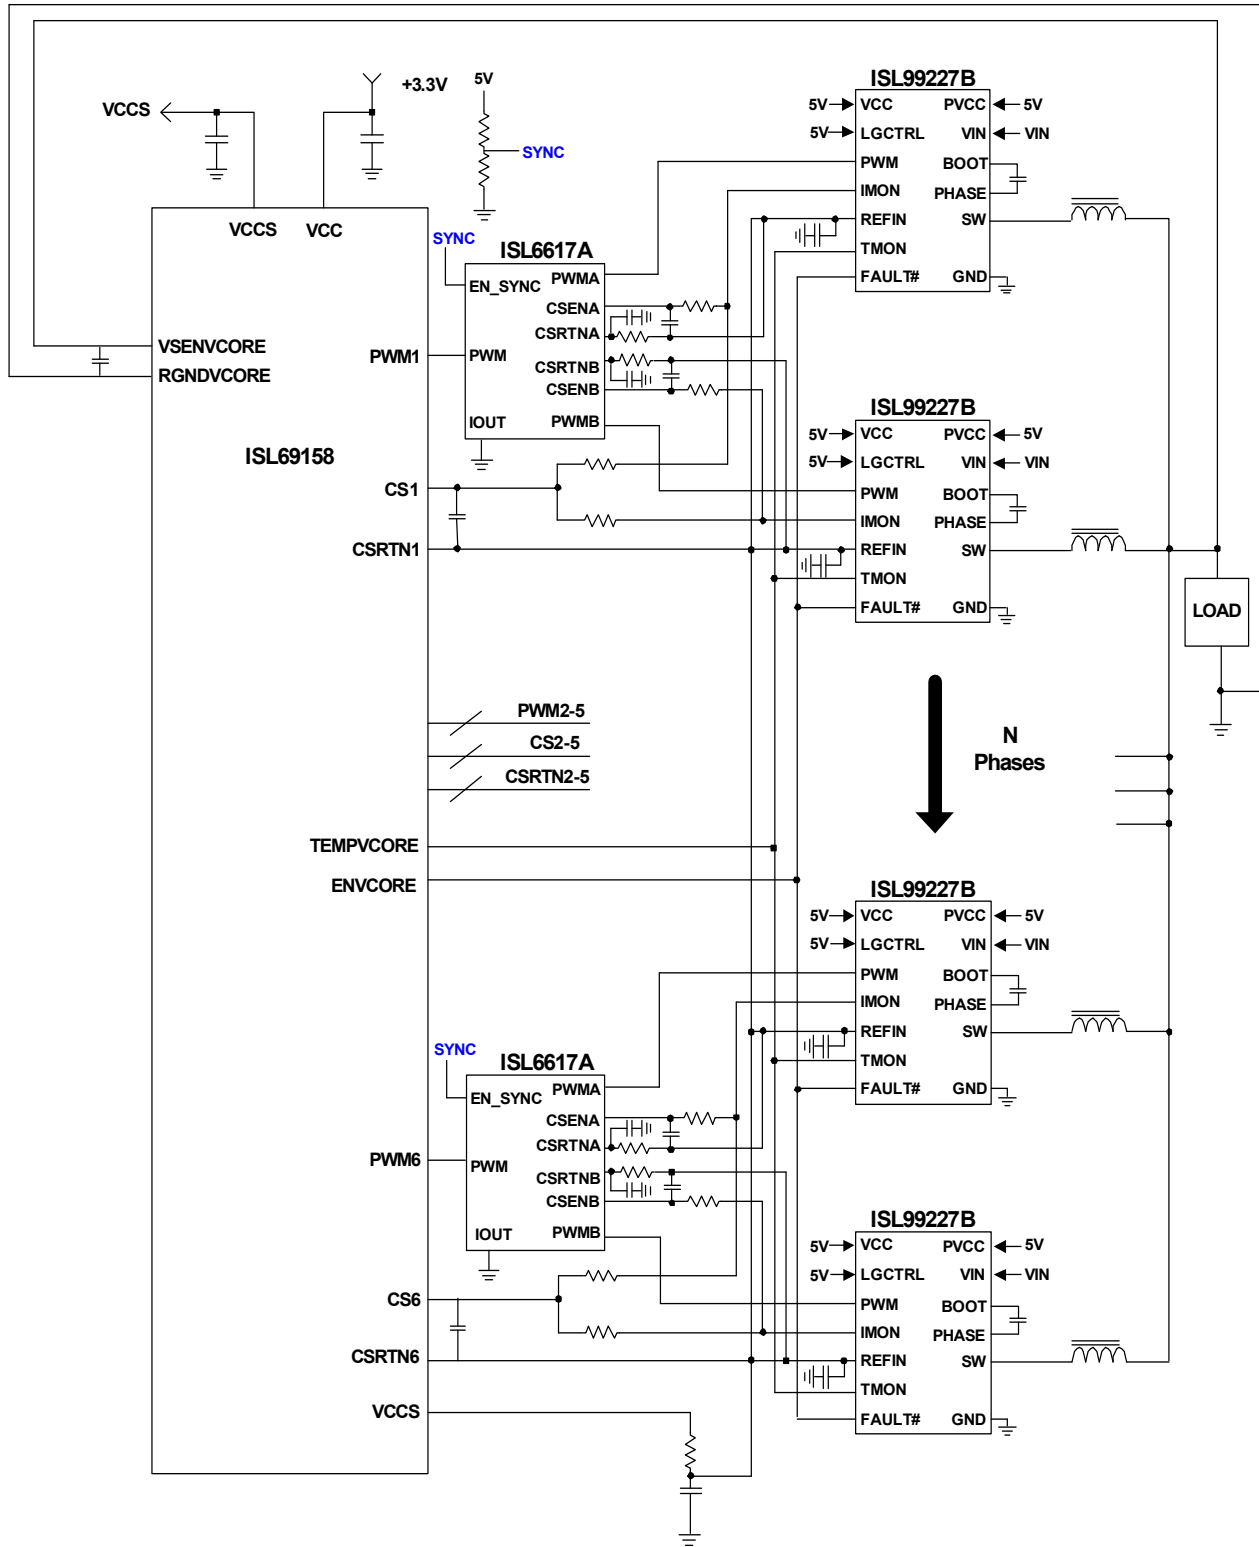 ISL99227B
5V VCC PVCC 5V
5V LGCTRL VIN VIN
PWM BOOT
IMON PHASE
REFIN SW
TMON
FAULT# GND
VCCS
+3.3V
5V
SYNC
VCCS VCC
SYNC
ISL6617A
EN_SYNC PWMA
CSENA
CSRTNA
PWM CSRTNB
CSENB
IOUT PWMB
VSENVCORE
RGNDVCORE
PWM1
ISL69158
CS1
CSRTN1
ISL99227B
5V VCC PVCC 5V
5V LGCTRL VIN VIN
PWM BOOT
IMON PHASE
REFIN SW
TMON
FAULT# GND
LOAD
PWM2-5
CS2-5
CSRTN2-5
N
Phases
TEMPVCORE
ENVCORE
ISL99227B
5V VCC PVCC 5V
5V LGCTRL VIN VIN
PWM BOOT
IMON PHASE
REFIN SW
TMON
FAULT# GND
SYNC
ISL6617A
EN_SYNC PWMA
CSENA
CSRTNA
PWM CSRTNB
CSENB
IOUT PWMB
PWM6
CS6
CSRTN6
VCCS
ISL99227B
5V VCC PVCC 5V
5V LGCTRL VIN VIN
PWM BOOT
IMON PHASE
REFIN SW
TMON
FAULT# GND